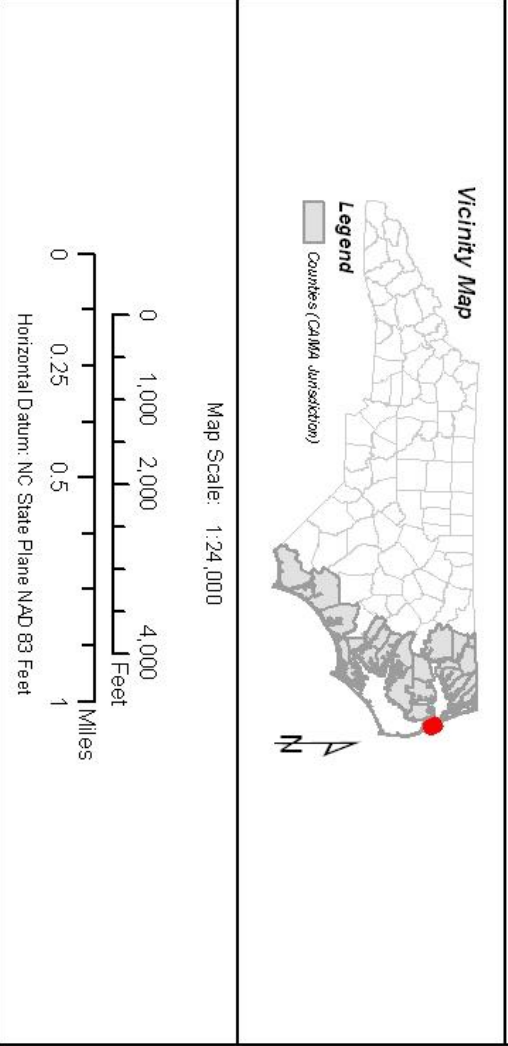 Vicinity Map
Legend
Counties (CAMA Jurisdiction)
N
Map Scale: 1:24,000
0 1,000 2,000 4,000
Feet
0 0.25 0.5 1
Miles
Horizontal Datum: NC State Plane NAD 83 Feet